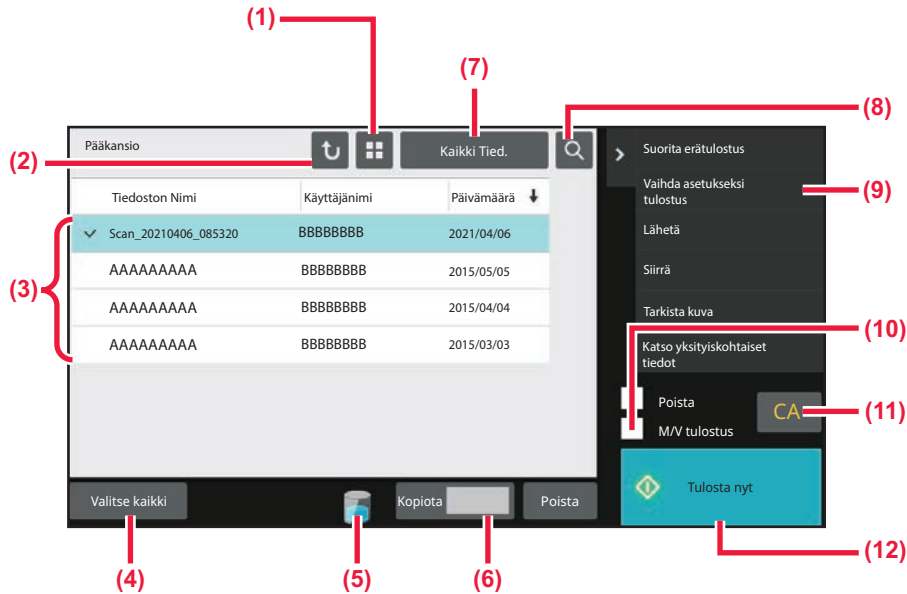 (1)
(7)
(8)
(2)
Pääkansio
Kaikki Tied.
Tiedoston Nimi Käyttäjänimi Päivämäärä
(3)
Scan_20210406_085320 BBBBBBBB 2021/04/06
AAAAAAAAA BBBBBBBB 2015/05/05
AAAAAAAAA BBBBBBBB 2015/04/04
AAAAAAAAA BBBBBBBB 2015/03/03
Suorita erätulostus
Vaihda asetukseksi
tulostus
(9)
Lähetä
Siirrä
Tarkista kuva
(10)
Katso yksityiskohtaiset
tiedot
Poista
M/V tulostus
CA
(11)
Valitse kaikki
Kopiota
Poista
Tulosta nyt
(12)
(4)
(5)
(6)